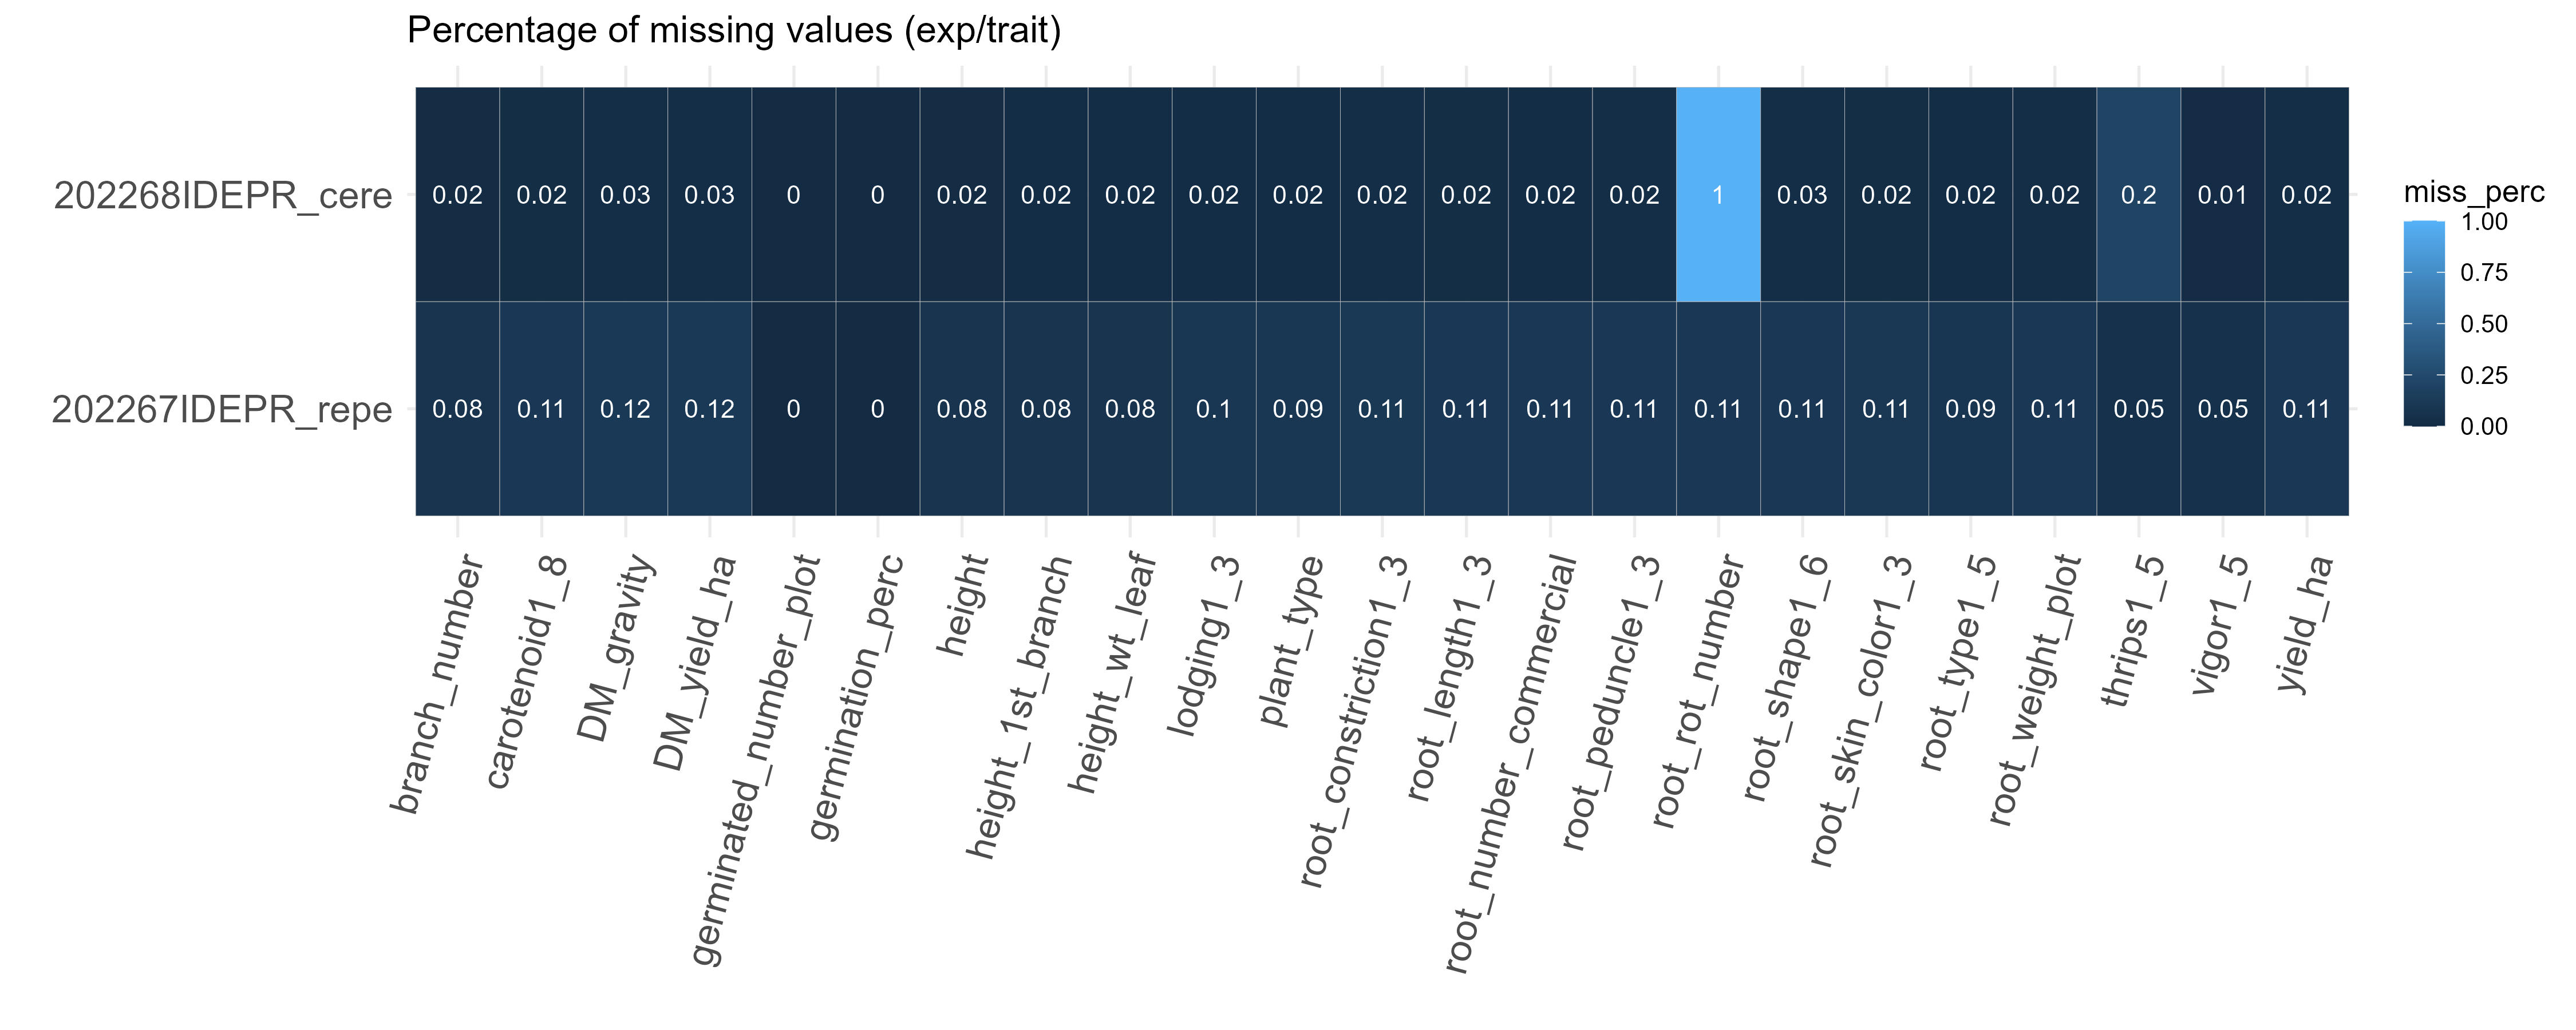 Percentage of missing values (exp/trait)
202268IDEPR_cere 0.02 0.02 0.03 0.03 0 0 0.02 0.02 0.02 0.02 0.02 0.02 0.02 0.02 0.02 1 0.03 0.02 0.02 0.02 0.2 0.01 0.02
202267IDEPR_repe 0.08 0.11 0.12 0.12 0 0 0.08 0.08 0.08 0.1 0.09 0.11 0.11 0.11 0.11 0.11 0.11 0.11 0.09 0.11 0.05 0.05 0.11
branch_number
carotenoid1_8
DM_gravity
DM_yield_ha
germinated_number_plot
germination_perc
height
height_1st_branch
height_wt_leaf
lodging1_3
plant_type
root_constriction1_3
root_length1_3
root_number_commercial
root_peduncle1_3
root_rot_number
root_shape1_6
root_skin_color1_3
root_type1_5
root_weight_plot
thrips1_5
vigor1_5
yield_ha
miss_perc
1.00
0.75
0.50
0.25
0.00